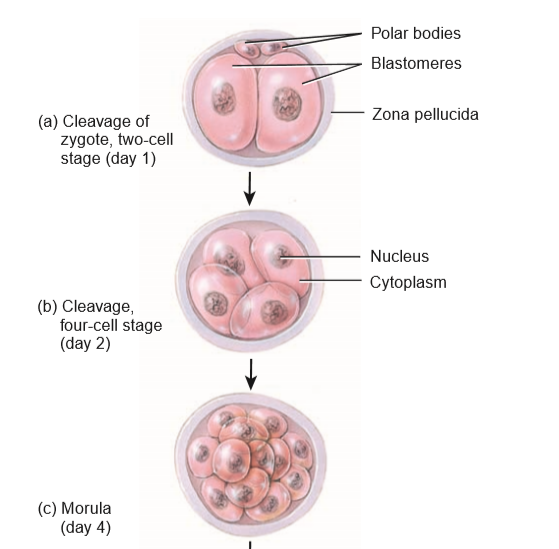 Polar bodies
Blastomeres
Zona pellucida
(a) Cleavage of
zygote, two-cell
stage (day 1)
Nucleus
Cytoplasm
(b) Cleavage,
four-cell stage
(day 2)
(c) Morula
(day 4)